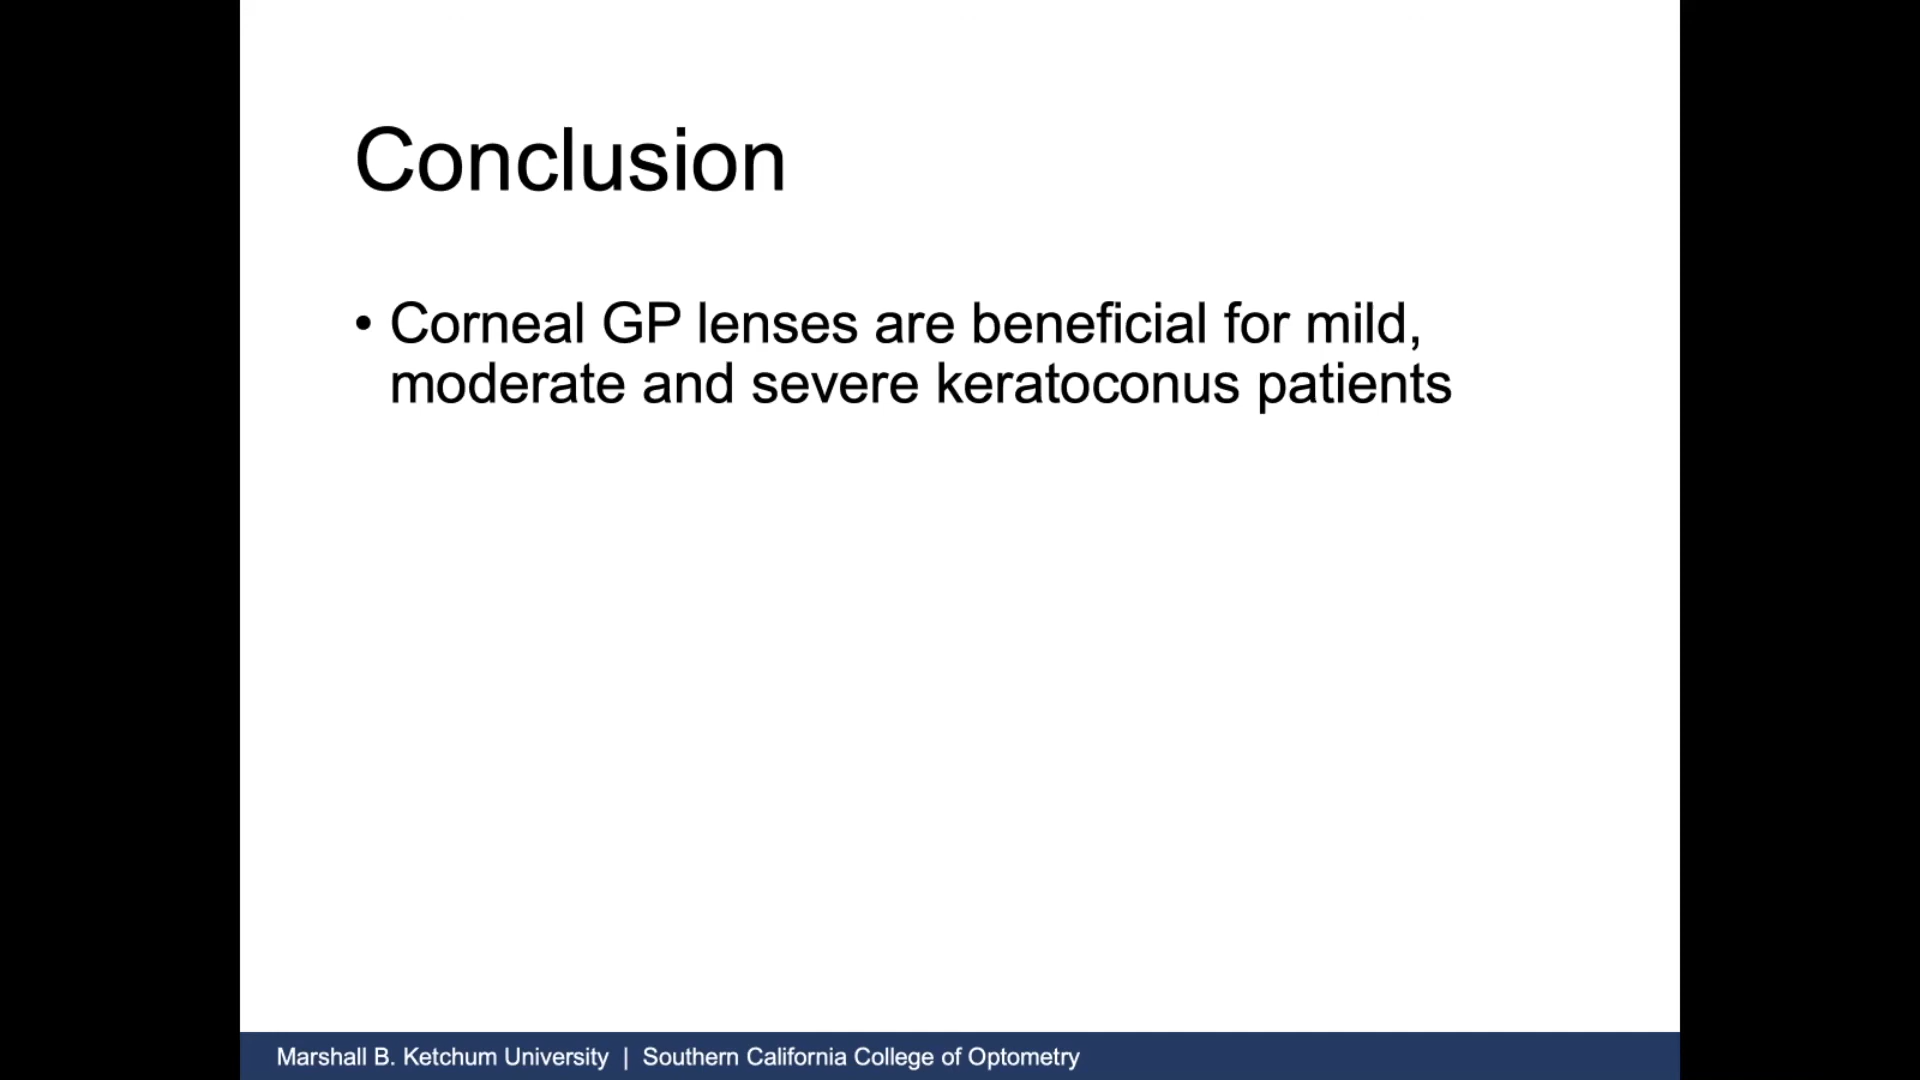 Conclusion
• Corneal GP lenses are beneficial for mild,
moderate and severe keratoconus patients
Marshall B. Ketchum University | Southern California College of Optometry